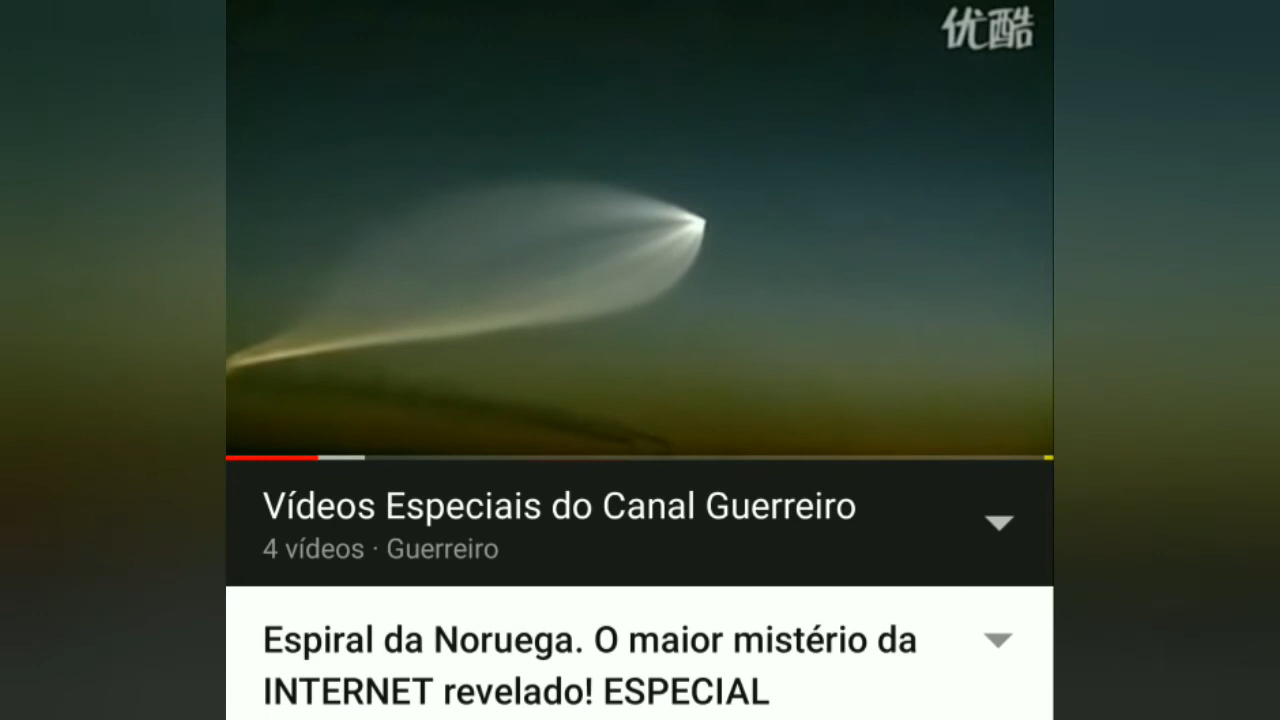 优酷
Vídeos Especiais do Canal Guerreiro
4 vídeos · Guerreiro
Espiral da Noruega. O maior mistério da
INTERNET revelado! ESPECIAL